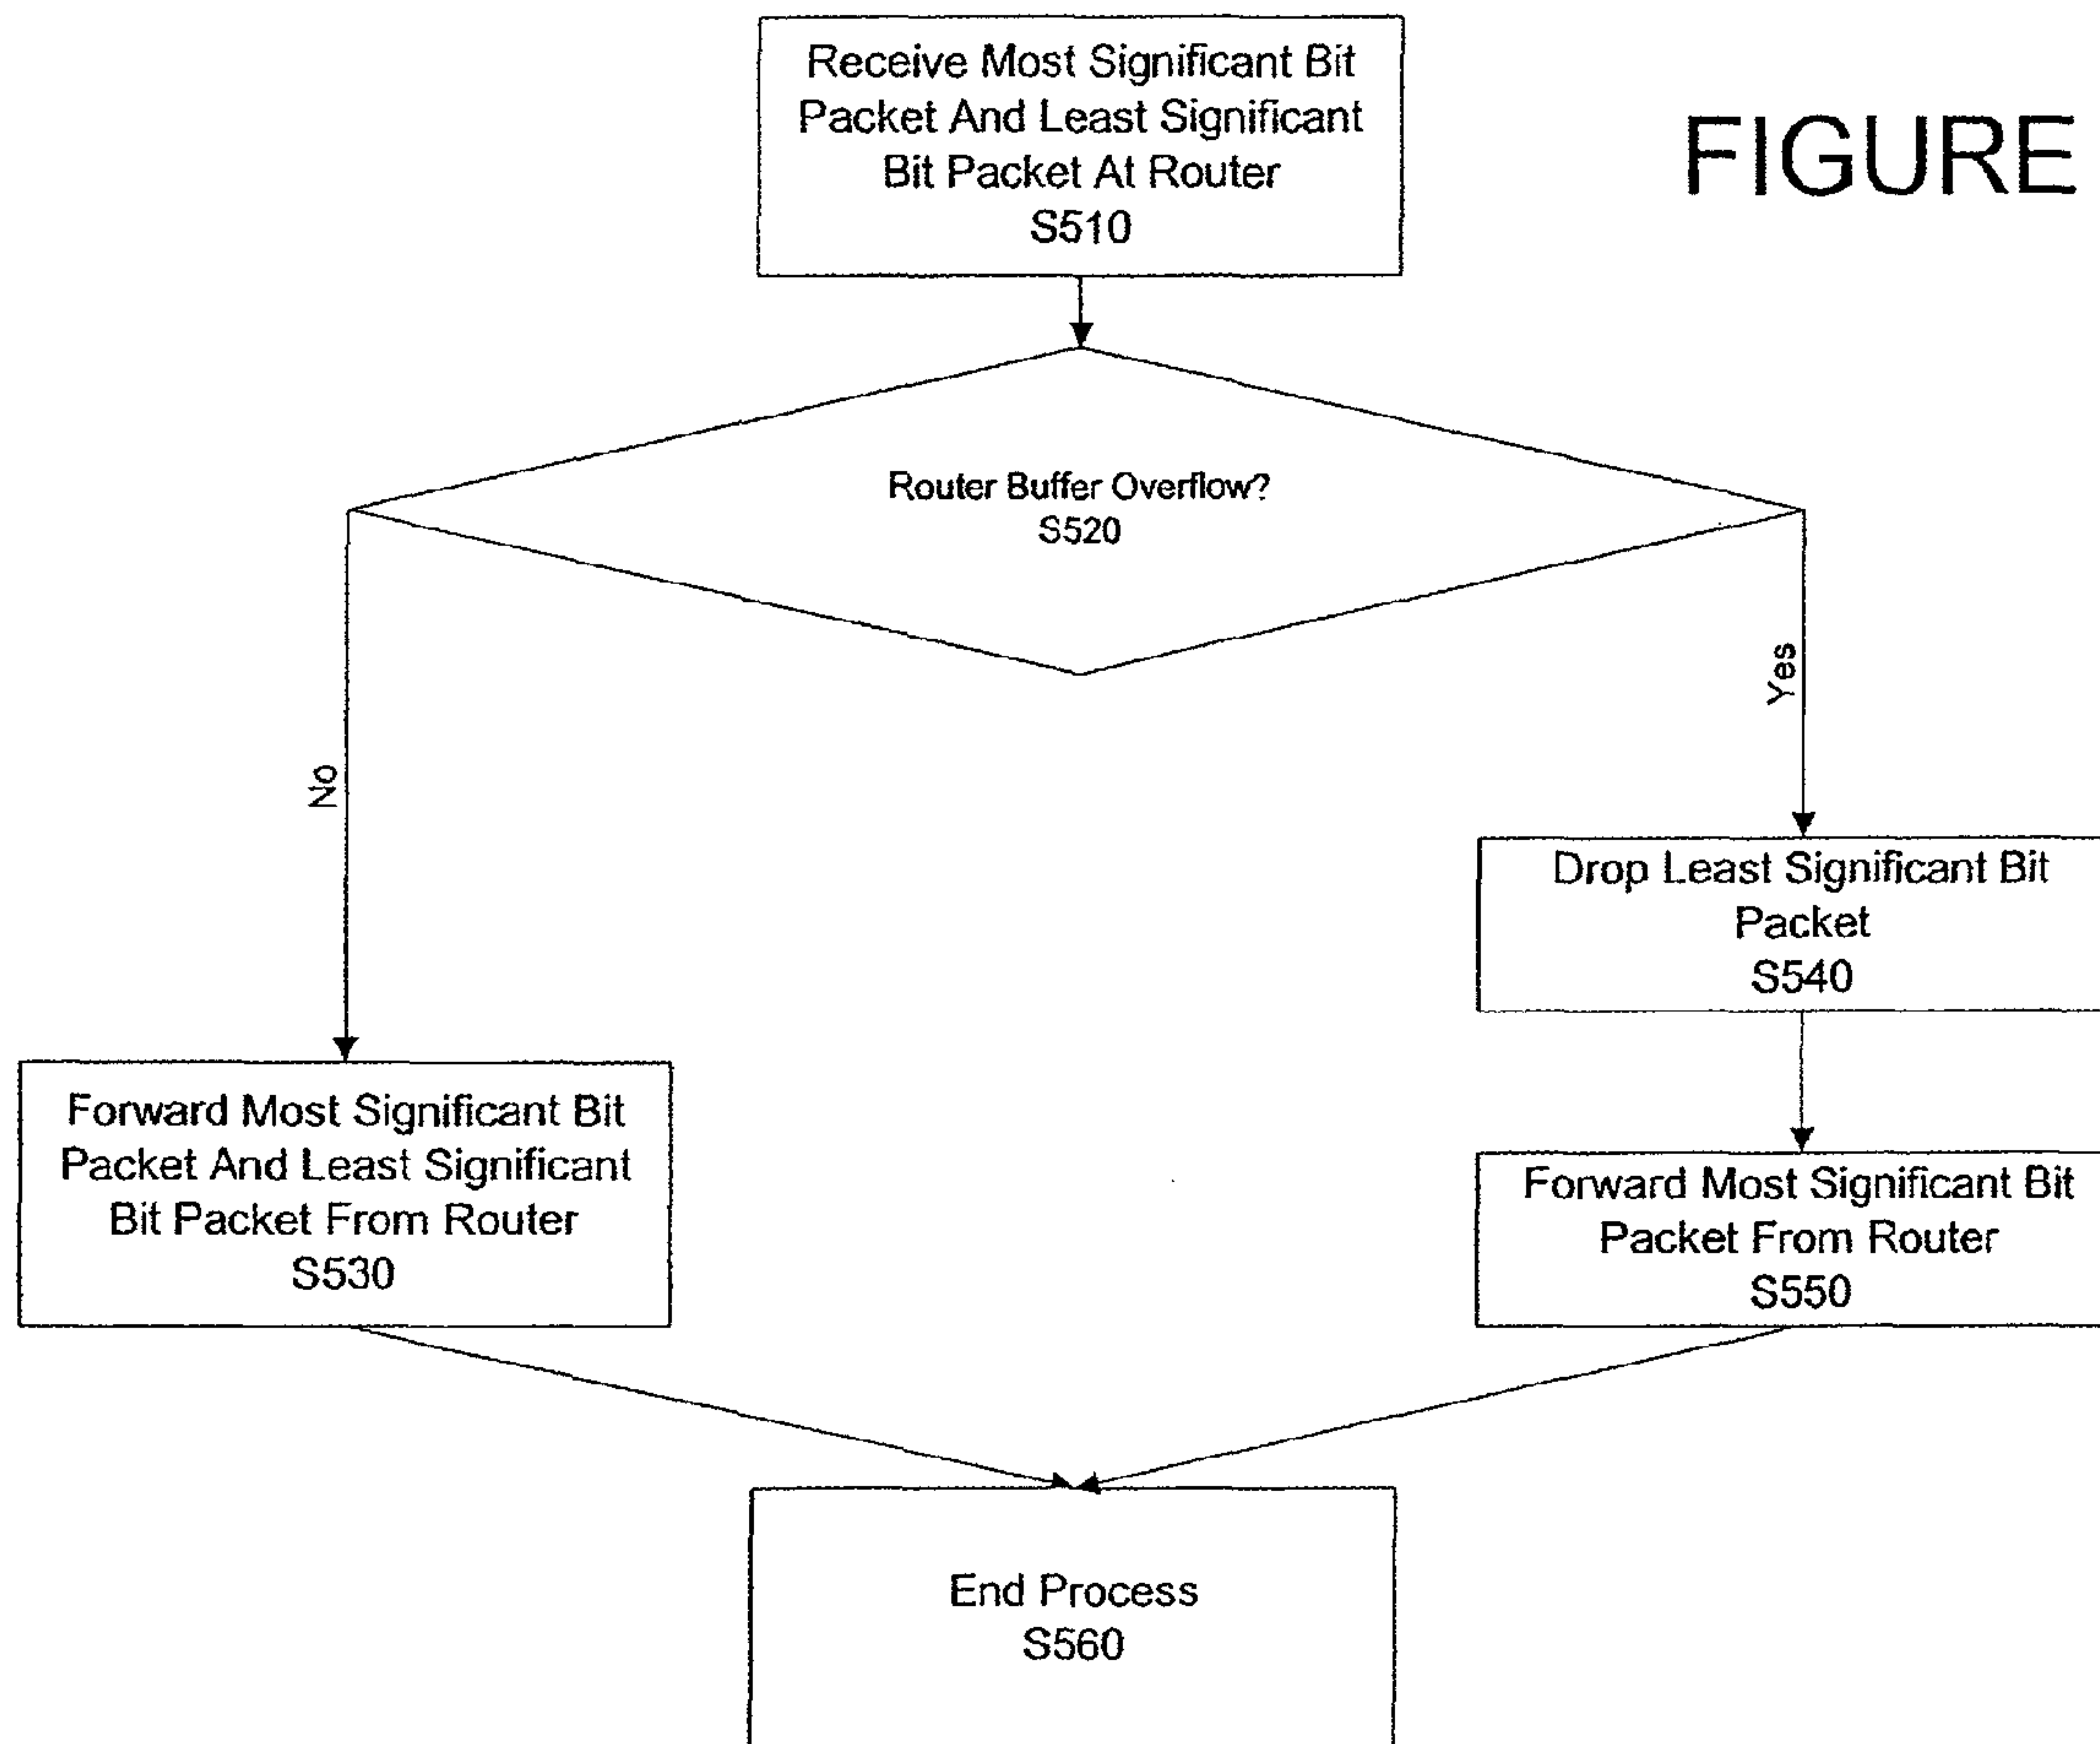 Receive Most Significant Bit
Packet And Least Significant
Bit Packet At Router
S510
FIGURE
Router Buffer Overflow?
S520
No
Yes
Drop Least Significant Bit
Packet
S540
Forward Most Significant Bit
Packet And Least Significant
Bit Packet From Router
S530
Forward Most Significant Bit
Packet From Router
S550
End Process
S560